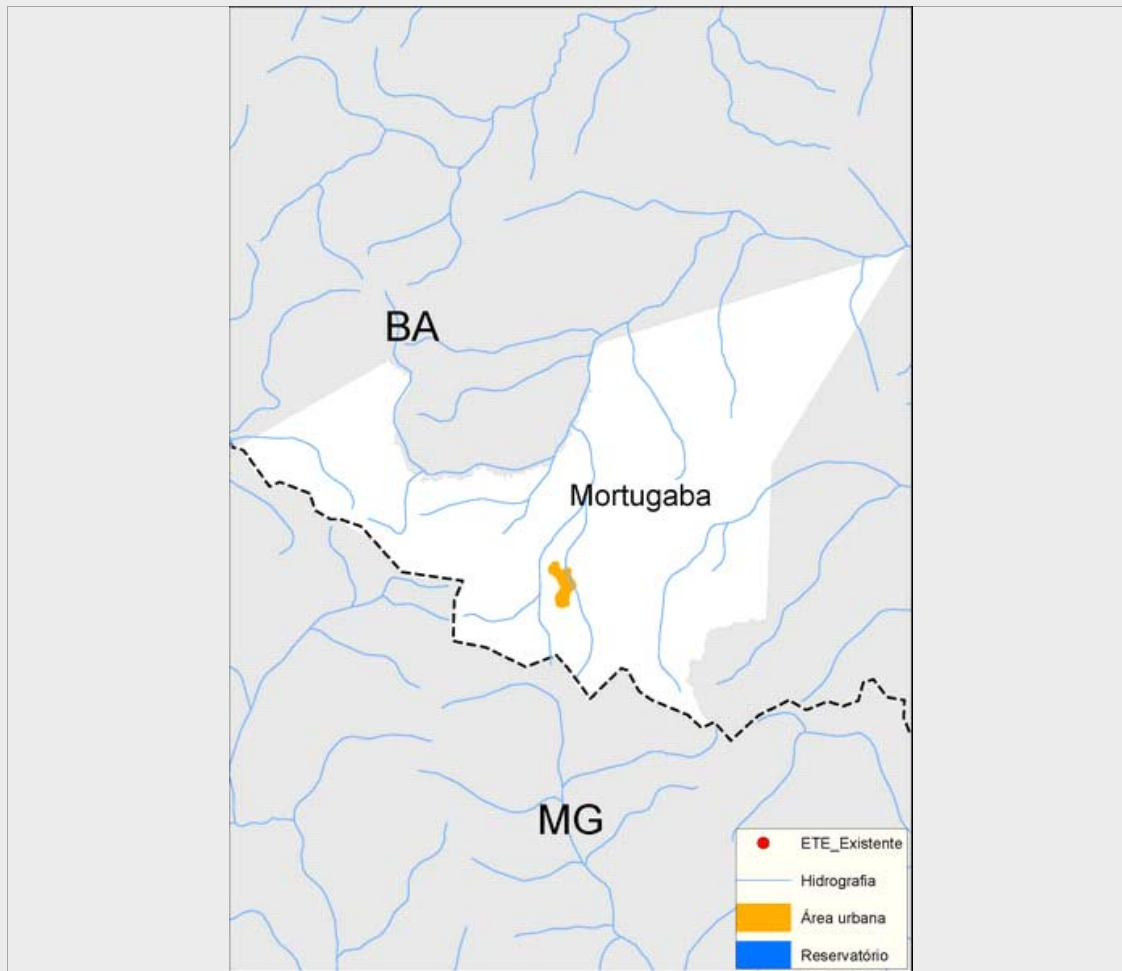 BA
Mortugaba
MG
ETE_Existente
Hidrografia
Área urbana
Reservatório